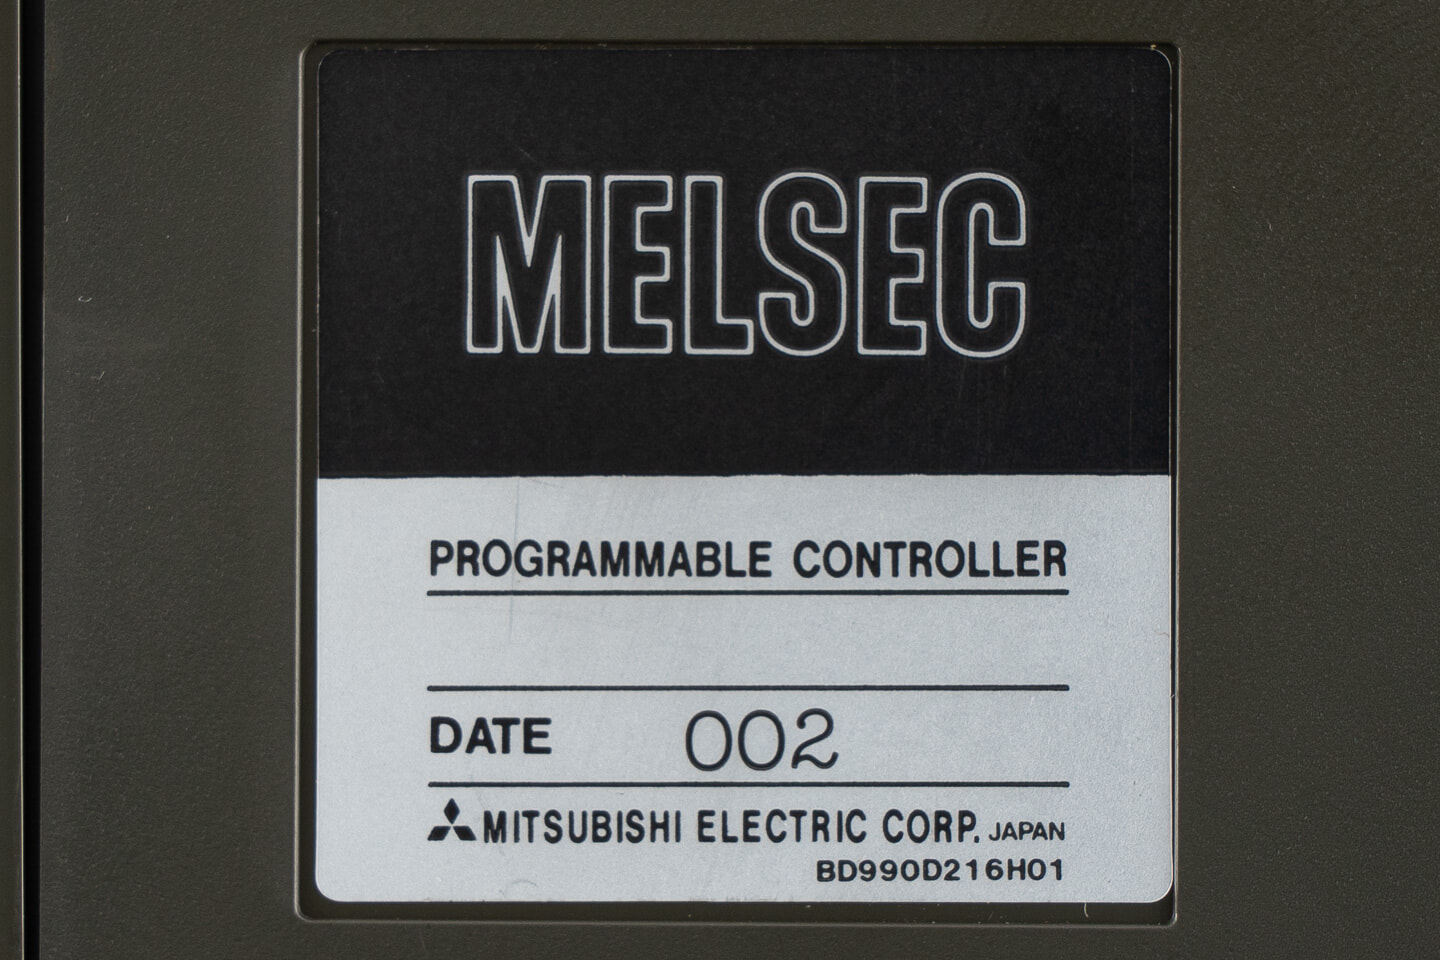 MELSEC
PROGRAMMABLE CONTROLLER
DATE 002
MITSUBISHI ELECTRIC CORP. JAPAN
BD990D216H01